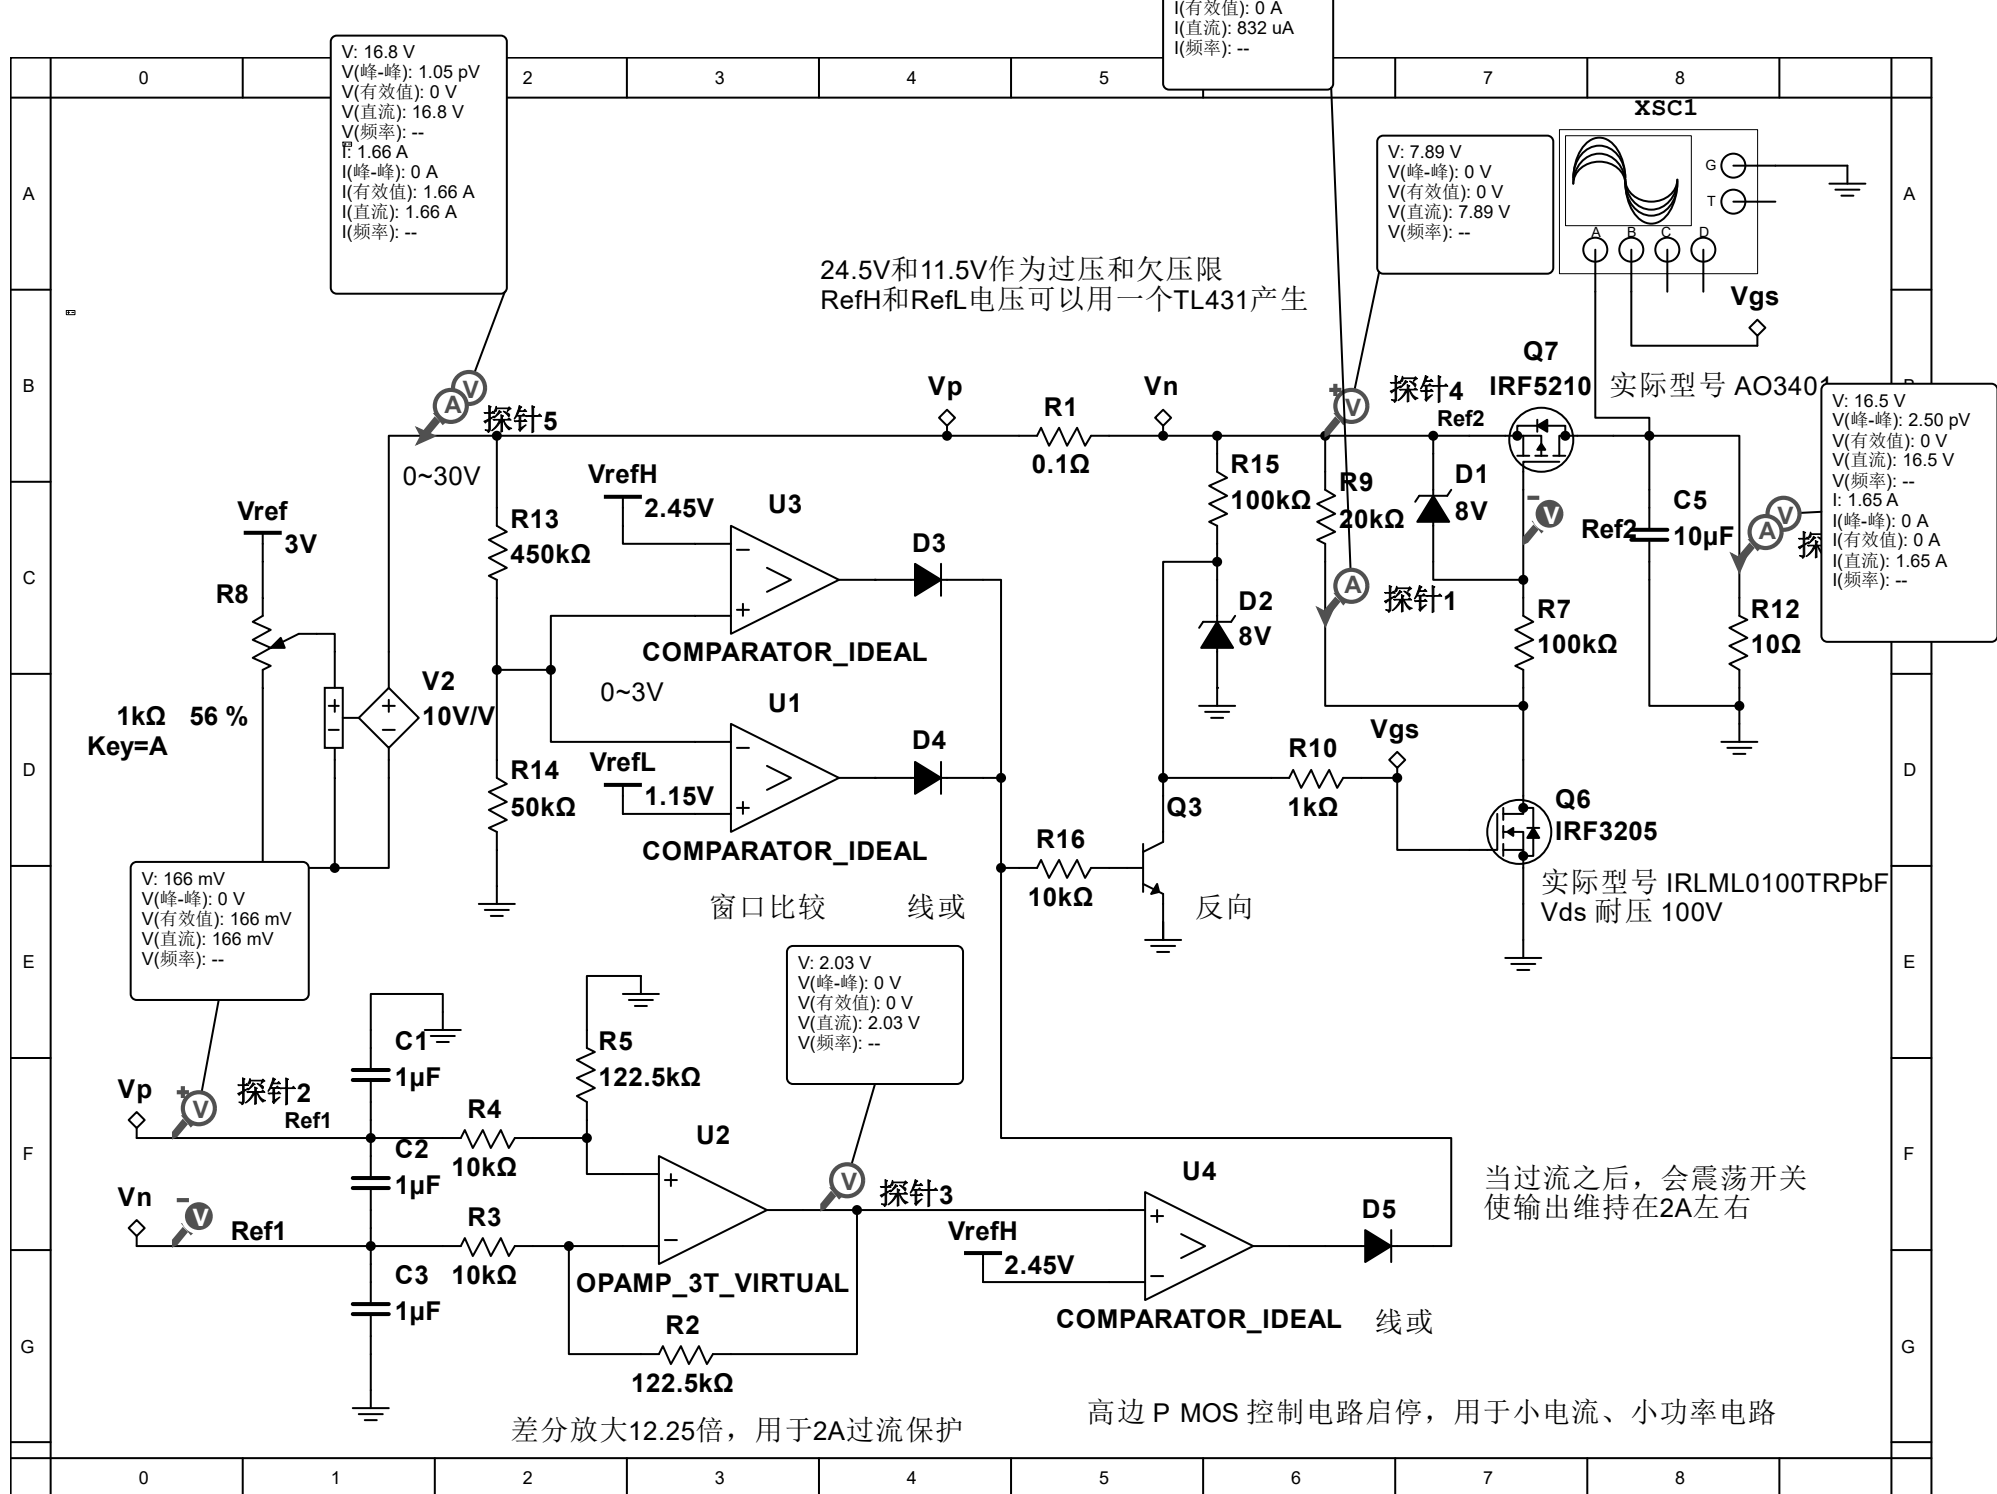 I(有效值): 0 A
I(直流): 832 uA
I(频率): --
0
2
3
4
5
7
8
V: 16.8 V
V(峰-峰): 1.05 pV
V(有效值): 0 V
V(直流): 16.8 V
V(频率): --
I: 1.66 A
I(峰-峰): 0 A
I(有效值): 1.66 A
I(直流): 1.66 A
I(频率): --
XSC1
G
T
A
B
C
D
A
A
V: 7.89 V
V(峰-峰): 0 V
V(有效值): 0 V
V(直流): 7.89 V
V(频率): --
24.5V和11.5V作为过压和欠压限
RefH和RefL电压可以用一个TL431产生
Vgs
B
Q7
IRF5210
实际型号 AO3401
探针4
Ref2
V
A
探针5
Vp
R1
0.1Ω
Vn
V
V: 16.5 V
V(峰-峰): 2.50 pV
V(有效值): 0 V
V(直流): 16.5 V
V(频率): --
I: 1.65 A
I(峰-峰): 0 A
I(有效值): 0 A
I(直流): 1.65 A
I(频率): --
0~30V
VrefH
2.45V
U3
R15
100kΩ
R9
20kΩ
D1
8V
V
C5
10µF
Ref2
V
A
探
Vref
3V
R13
450kΩ
D3
C
C
R8
COMPARATOR_IDEAL
D2
8V
A
探针1
R7
100kΩ
R12
10Ω
1kΩ
56 %
Key=A
V2
10V/V
0~3V
U1
VrefL
1.15V
D4
R14
50kΩ
COMPARATOR_IDEAL
R10
1kΩ
Vgs
Q3
Q6
IRF3205
D
D
R16
10kΩ
窗口比较
线或
反向
实际型号 IRLML0100TRPbF
Vds 耐压 100V
V: 166 mV
V(峰-峰): 0 V
V(有效值): 166 mV
V(直流): 166 mV
V(频率): --
V: 2.03 V
V(峰-峰): 0 V
V(有效值): 0 V
V(直流): 2.03 V
V(频率): --
E
E
C1
1µF
R5
122.5kΩ
Vp
V
探针2
Ref1
R4
10kΩ
C2
1µF
U2
F
F
Vn
V
Ref1
R3
10kΩ
V
探针3
U4
VrefH
2.45V
D5
当过流之后，会震荡开关
使输出维持在2A左右
C3
1µF
OPAMP_3T_VIRTUAL
R2
122.5kΩ
COMPARATOR_IDEAL
线或
G
G
差分放大12.25倍，用于2A过流保护
高边 P MOS 控制电路启停，用于小电流、小功率电路
0
1
2
3
4
5
6
7
8